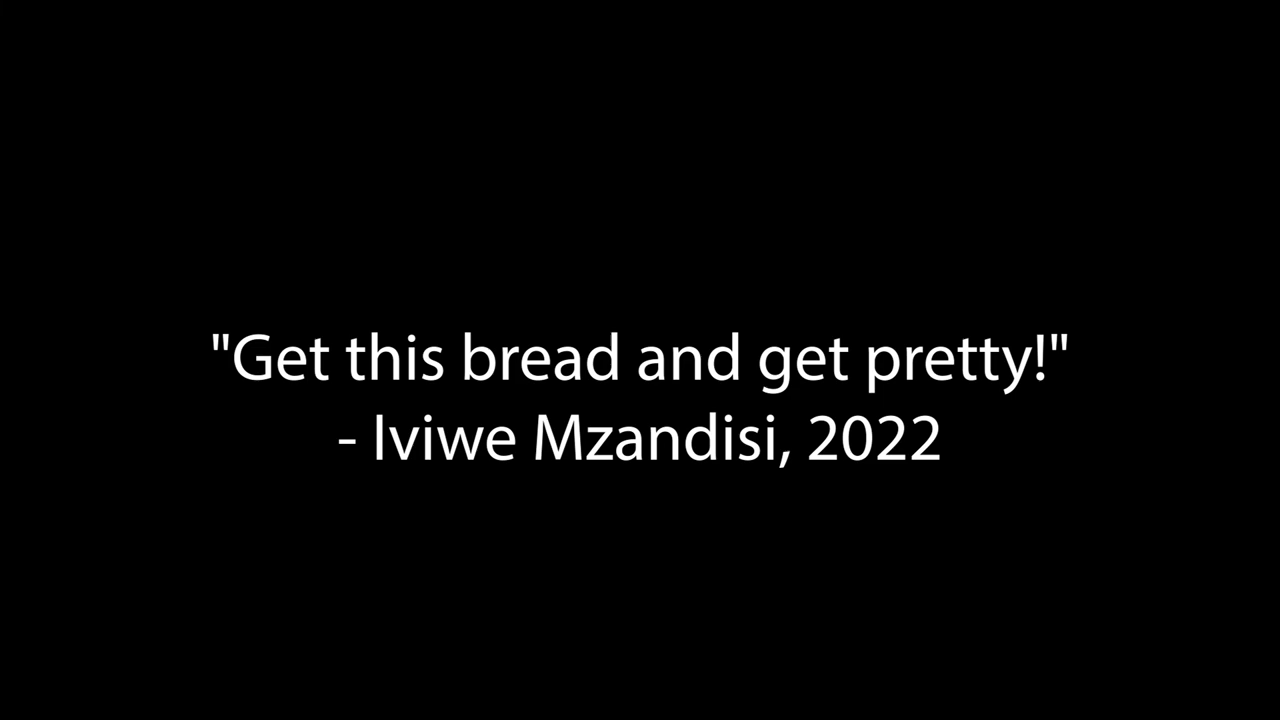 "Get this bread and get pretty!"
- Iviwe Mzandisi, 2022